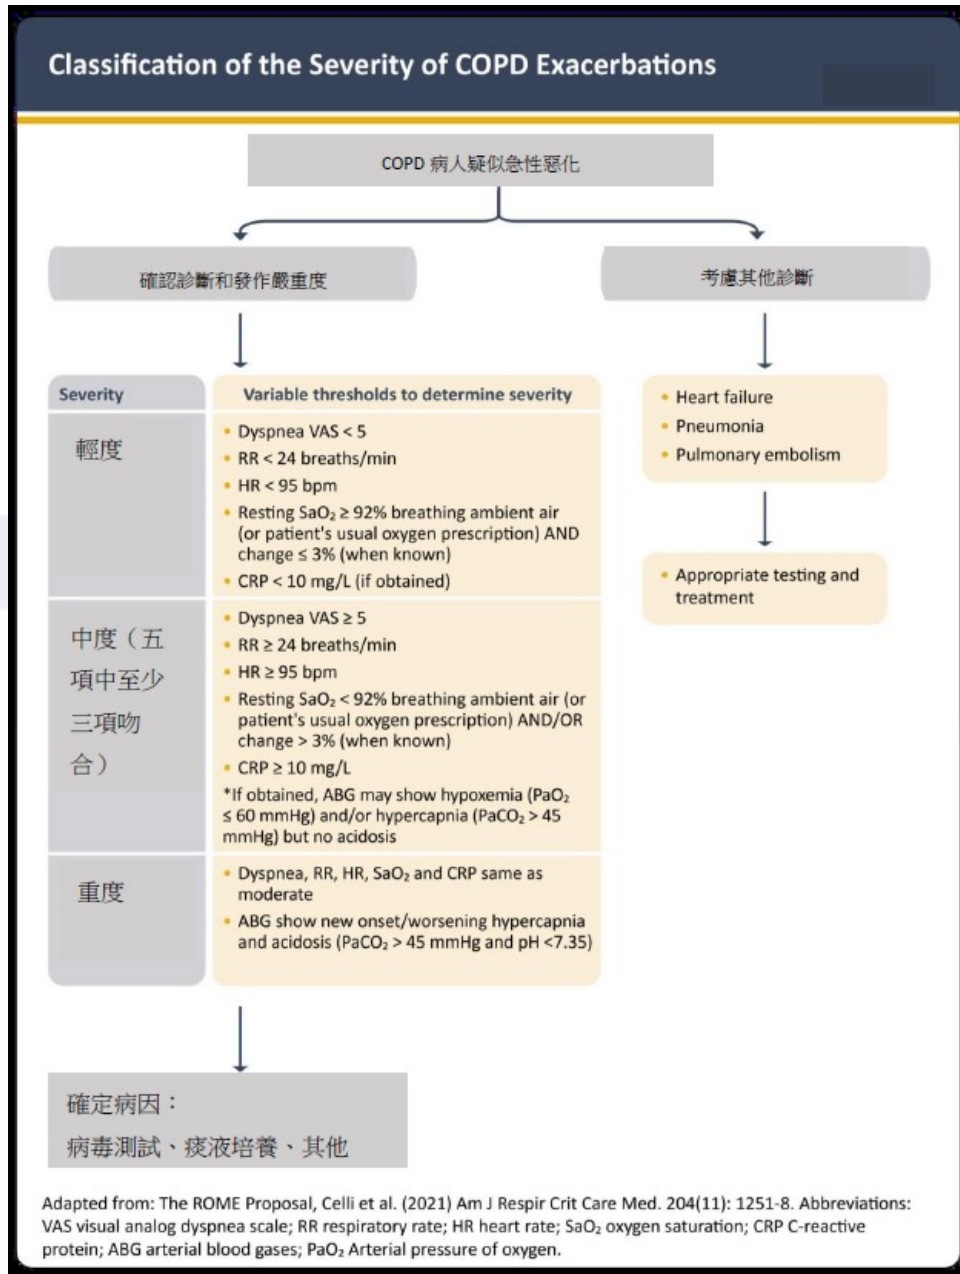 Classification of the Severity of COPD Exacerbations
COPD 病人疑似急性惡化
確認診斷和發作嚴重度
考慮其他診斷
Severity
Variable thresholds to determine severity
輕度
• Dyspnea VAS < 5
• RR < 24 breaths/min
• HR < 95 bpm
• Resting SaO₂ ≥ 92% breathing ambient air
(or patient's usual oxygen prescription) AND
change ≤ 3% (when known)
• CRP < 10 mg/L (if obtained)
中度（五
項中至少
三項吻
合）
• Dyspnea VAS ≥ 5
• RR ≥ 24 breaths/min
• HR ≥ 95 bpm
• Resting SaO₂ < 92% breathing ambient air (or
patient's usual oxygen prescription) AND/OR
change > 3% (when known)
• CRP ≥ 10 mg/L
*If obtained, ABG may show hypoxemia (PaO₂
≤ 60 mmHg) and/or hypercapnia (PaCO₂ > 45
mmHg) but no acidosis
重度
• Dyspnea, RR, HR, SaO₂ and CRP same as
moderate
• ABG show new onset/worsening hypercapnia
and acidosis (PaCO₂ > 45 mmHg and pH <7.35)
• Heart failure
• Pneumonia
• Pulmonary embolism
• Appropriate testing and
treatment
確定病因：
病毒測試、痰液培養、其他
Adapted from: The ROME Proposal, Celli et al. (2021) Am J Respir Crit Care Med. 204(11): 1251-8. Abbreviations:
VAS visual analog dyspnea scale; RR respiratory rate; HR heart rate; SaO₂ oxygen saturation; CRP C-reactive
protein; ABG arterial blood gases; PaO₂ Arterial pressure of oxygen.